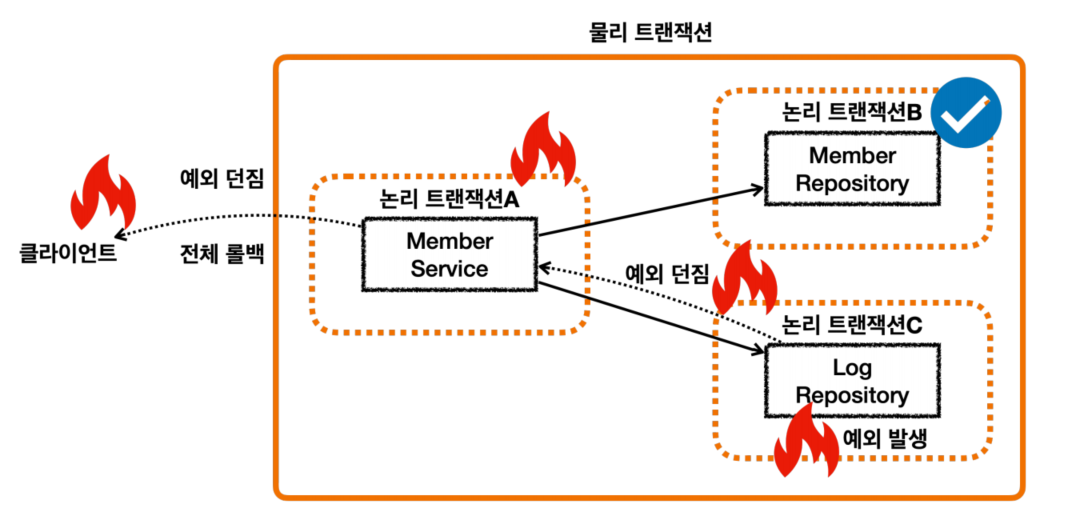 물리 트랜잭션
논리 트랜잭션B
Member
Repository
예외 던짐
논리 트랜잭션A
클라이언트
전체 롤백
Member
Service
예외 던짐
논리 트랜잭션C
Log
Repository
예외 발생